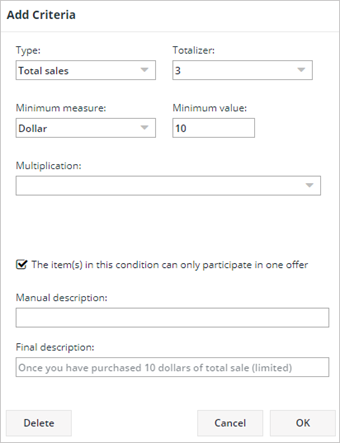 Add Criteria
Type: Totalizer:
Total sales 3
Minimum measure: Minimum value:
Dollar 10
Multiplication:
The item(s) in this condition can only participate in one offer
Manual description:
Final description:
Once you have purchased 10 dollars of total sale (limited)
Delete Cancel OK